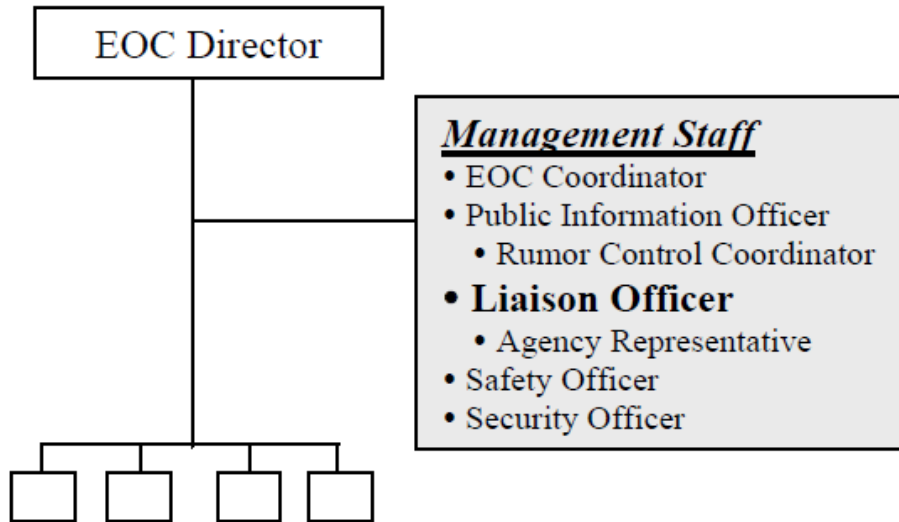 EOC Director
Management Staff
• EOC Coordinator
• Public Information Officer
• Rumor Control Coordinator
• Liaison Officer
• Agency Representative
• Safety Officer
• Security Officer